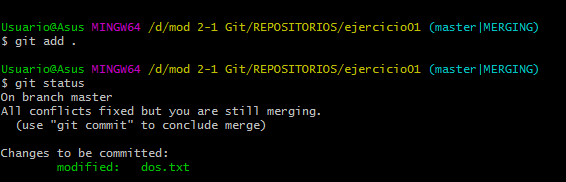 Usuario@Asus MINGW64 /d/mod 2-1 Git/REPOSITORIOS/ejercicio01 (master|MERGING)
$ git add .
Usuario@Asus MINGW64 /d/mod 2-1 Git/REPOSITORIOS/ejercicio01 (master|MERGING)
$ git status
On branch master
All conflicts fixed but you are still merging.
  (use "git commit" to conclude merge)
Changes to be committed:
        modified:   dos.txt